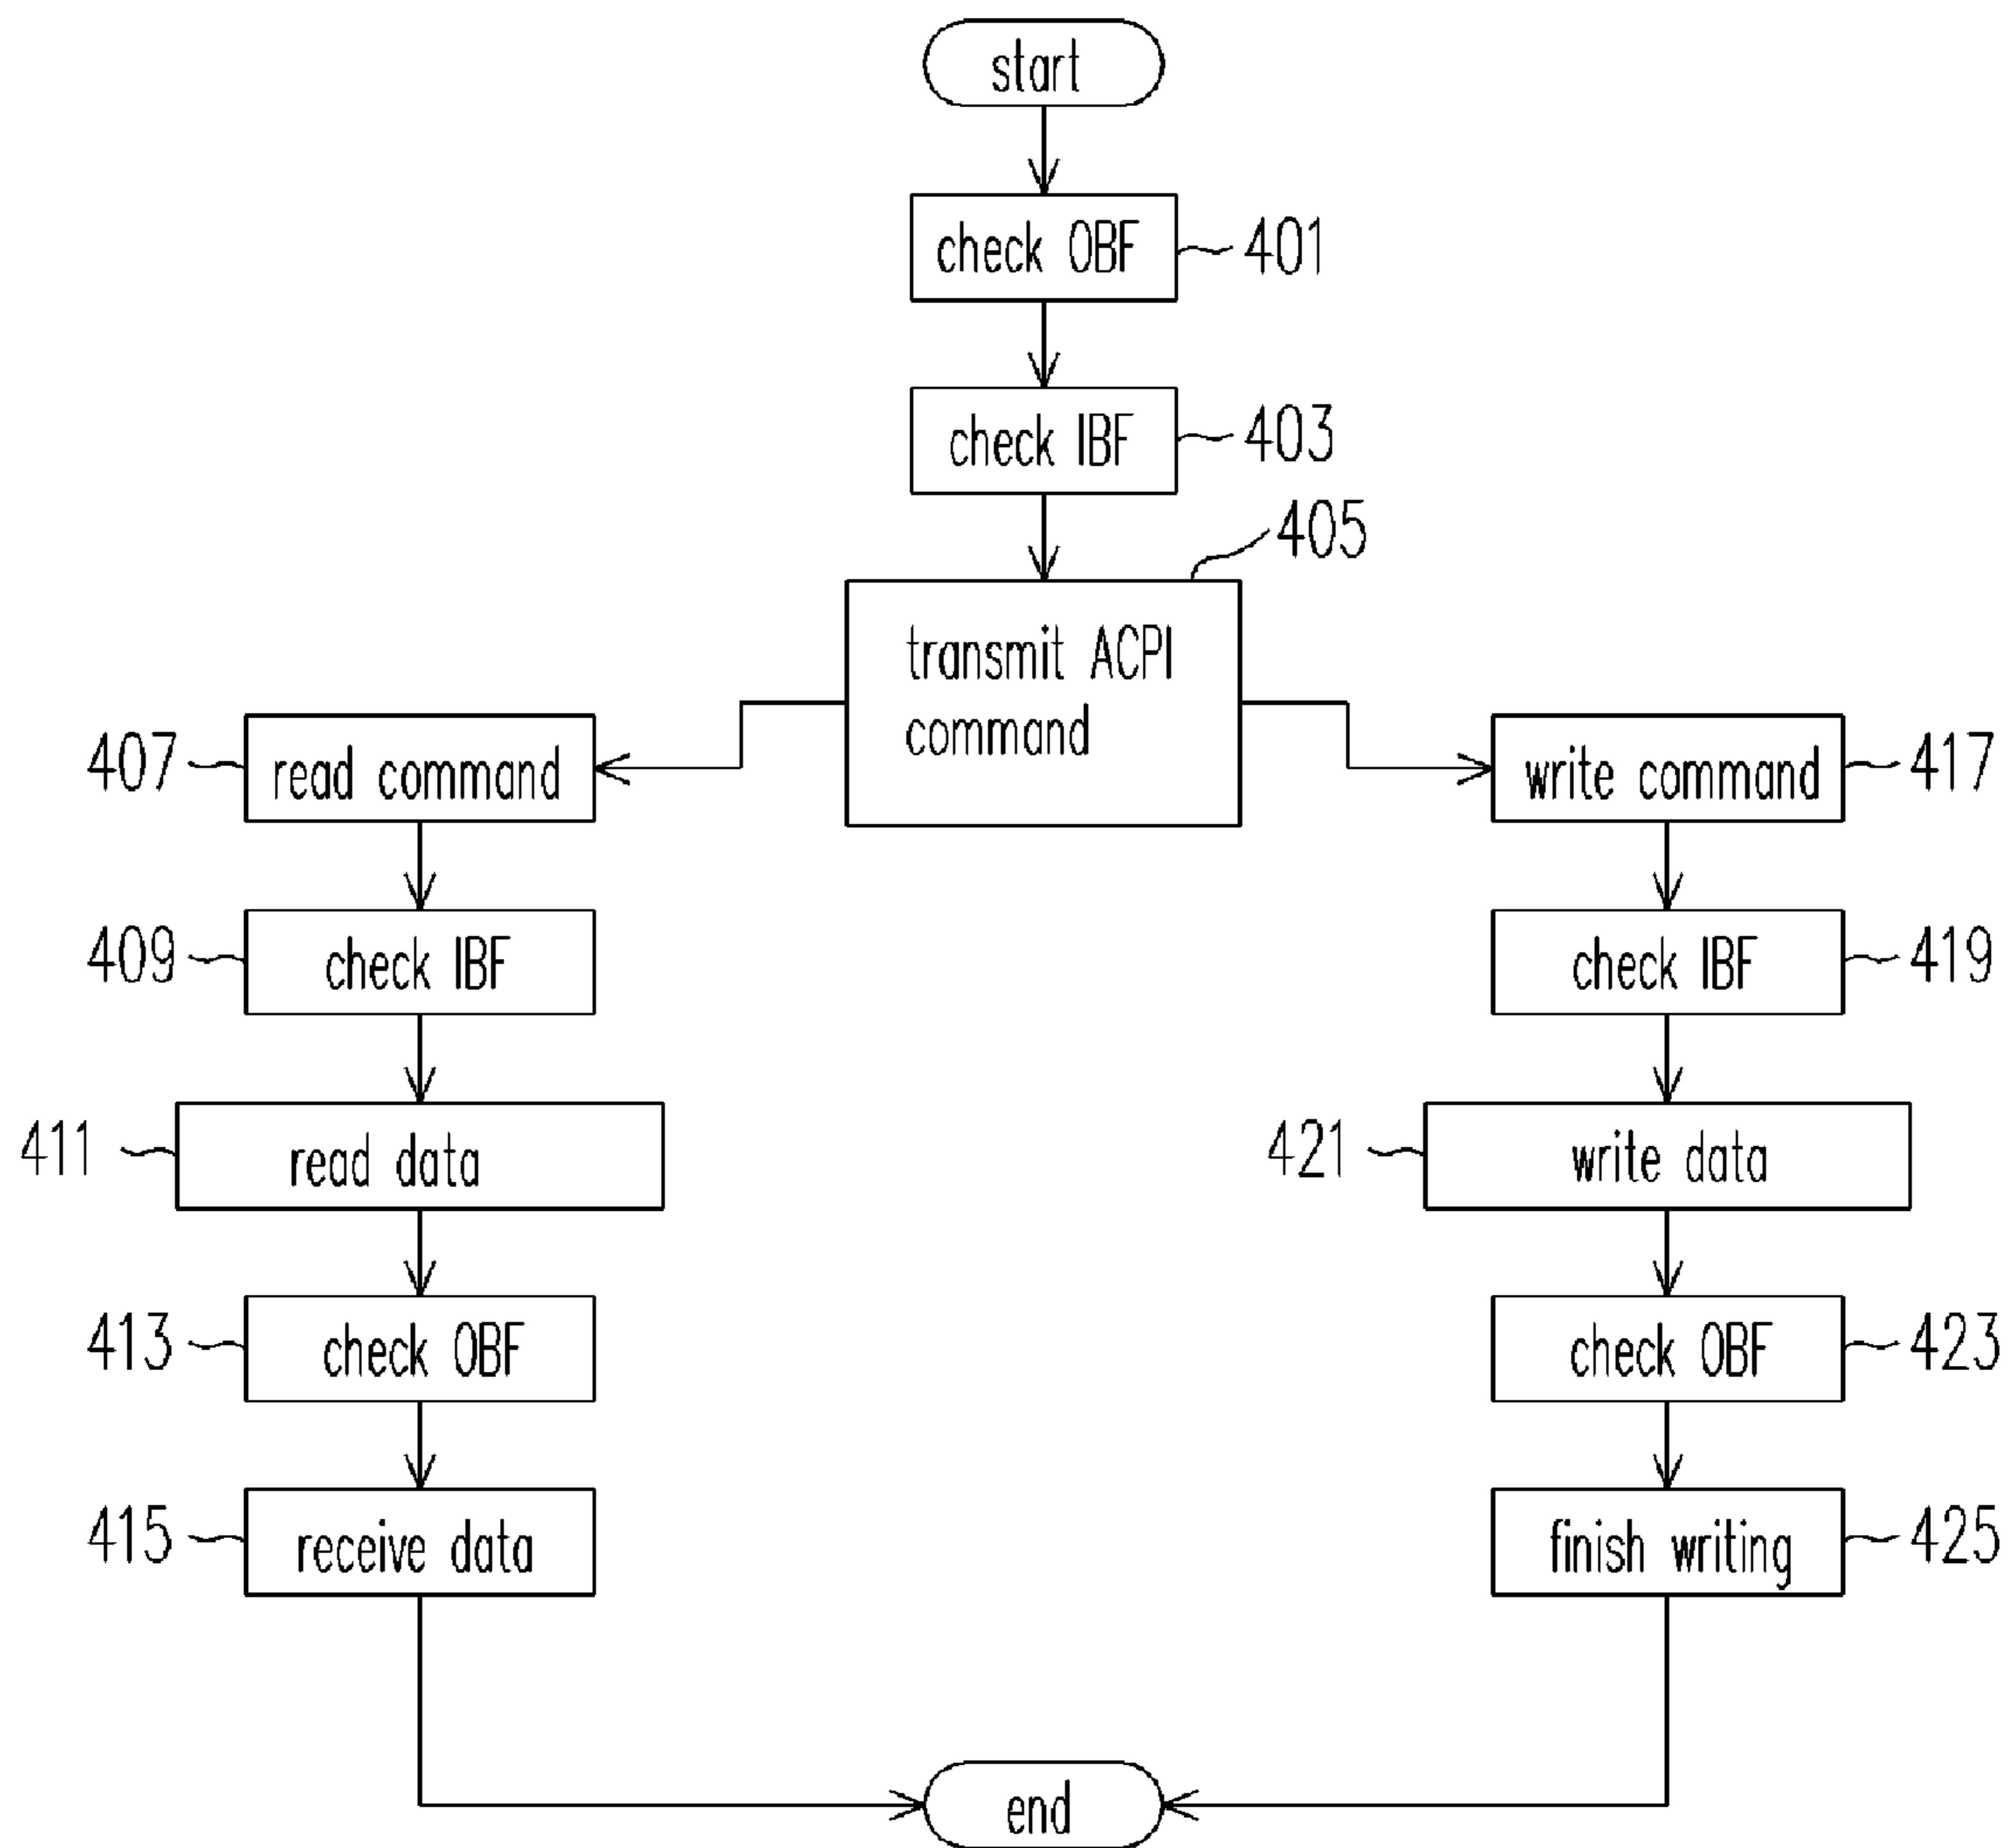 start
check OBF
401
check IBF
403
405
transmit ACPI
command
407
read command
write command
417
409
check IBF
check IBF
419
411
read data
421
write data
413
check OBF
check OBF
423
415
receive data
finish writing
425
end